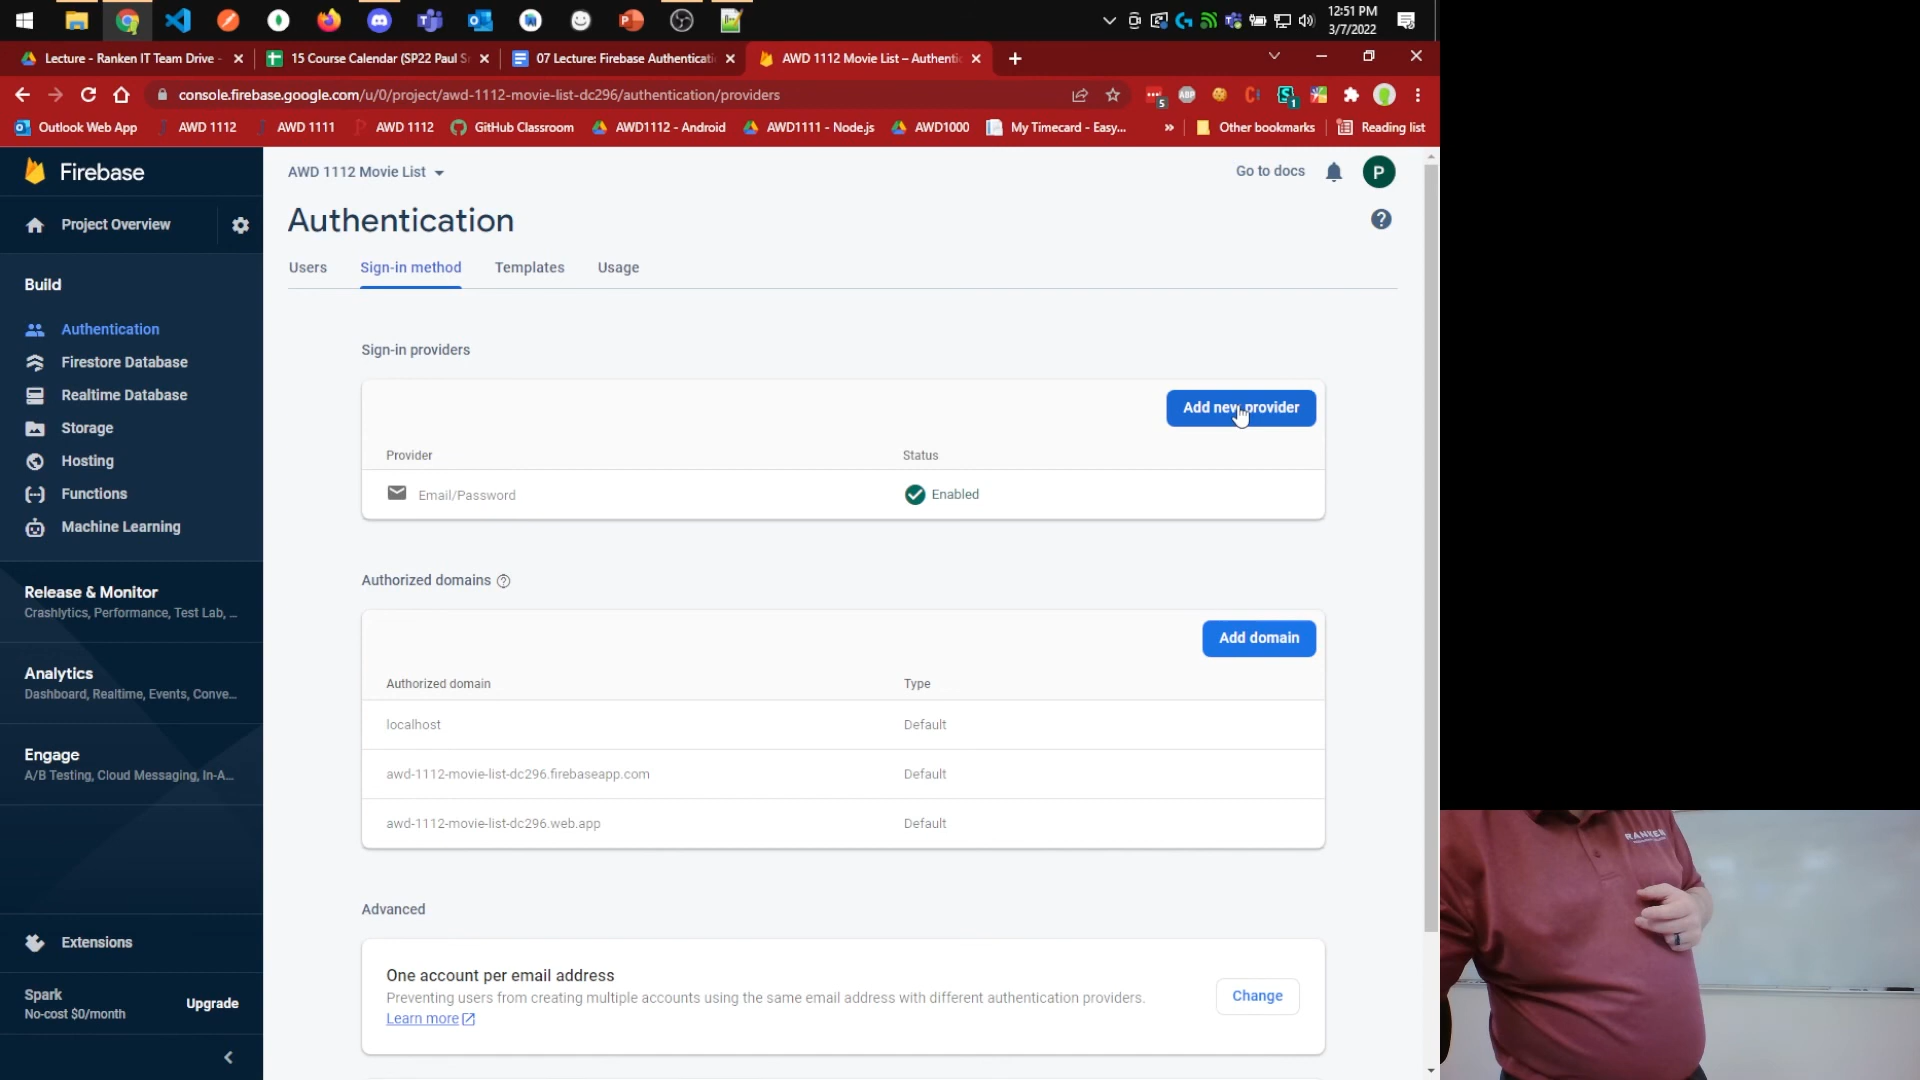 12:51 PM
3/7/2022
Lecture - Ranken IT Team Drive -
15 Course Calendar (SP22 Paul S
07 Lecture: Firebase Authenticati
AWD 1112 Movie List – Authenti
console.firebase.google.com/u/0/project/awd-1112-movie-list-dc296/authentication/providers
5
ABP
1
Outlook Web App
AWD 1112
AWD 1111
AWD 1112
GitHub Classroom
AWD1112 - Android
AWD1111 - Node.js
AWD1000
My Timecard - Easy...
»
Other bookmarks
Reading list
Firebase
AWD 1112 Movie List
Go to docs
P
Project Overview
Authentication
Users
Sign-in method
Templates
Usage
Build
Authentication
Firestore Database
Realtime Database
Storage
Hosting
Functions
Machine Learning
Sign-in providers
Add new provider
Provider
Status
Email/Password
Enabled
Authorized domains
Add domain
Authorized domain
Type
localhost
Default
awd-1112-movie-list-dc296.firebaseapp.com
Default
awd-1112-movie-list-dc296.web.app
Default
Release & Monitor
Crashlytics, Performance, Test Lab, ...
Analytics
Dashboard, Realtime, Events, Conve...
Engage
A/B Testing, Cloud Messaging, In-A...
Extensions
Spark
No-cost $0/month
Upgrade
Advanced
One account per email address
Preventing users from creating multiple accounts using the same email address with different authentication providers.
Learn more
Change
RANKEN